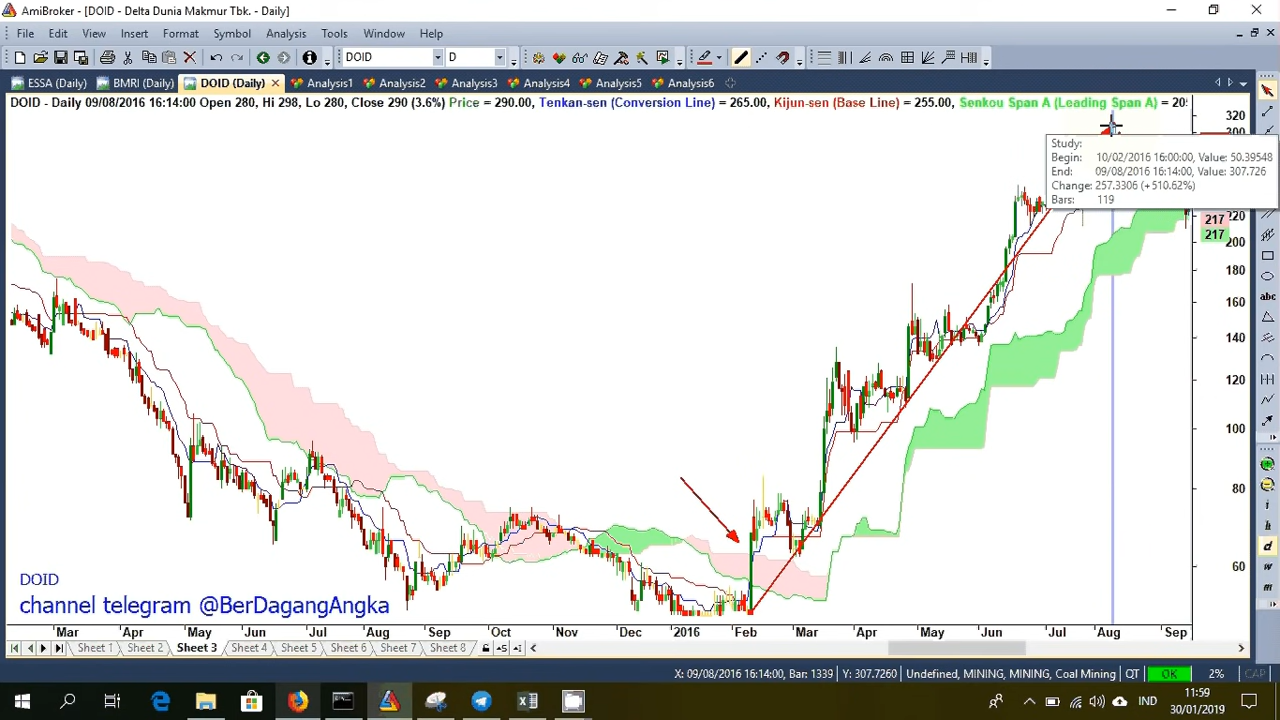 AmiBroker - [DOID - Delta Dunia Makmur Tbk. - Daily]
File Edit View Insert Format Symbol Analysis Tools Window Help
DOID D
ESSA (Daily) BMRI (Daily) DOID (Daily) Analysis1 Analysis2 Analysis3 Analysis4 Analysis5 Analysis6
DOID - Daily 09/08/2016 16:14:00 Open 280, Hi 298, Lo 280, Close 290 (3.6%) Price = 290.00, Tenkan-sen (Conversion Line) = 265.00, Kijun-sen (Base Line) = 255.00, Senkou Span A (Leading Span A) = 20
320
300
Study:
Begin: 10/02/2016 16:00:00, Value: 50.39548
End: 09/08/2016 16:14:00, Value: 307.726
Change: 257.3306 (+510.62%)
Bars: 119
220
217
217
200
180
160
140
120
100
80
60
DOID
channel telegram @BerDagangAngka
Mar Apr May Jun Jul Aug Sep Oct Nov Dec 2016 Feb Mar Apr May Jun Jul Aug Sep
Sheet 1 Sheet 2 Sheet 3 Sheet 4 Sheet 5 Sheet 6 Sheet 7 Sheet 8
X: 09/08/2016 16:14:00, Bar: 1339 Y: 307.7260 Undefined, MINING, MINING, Coal Mining QT OK 2% CAP
abc
d
w
m
IND
11:59
30/01/2019